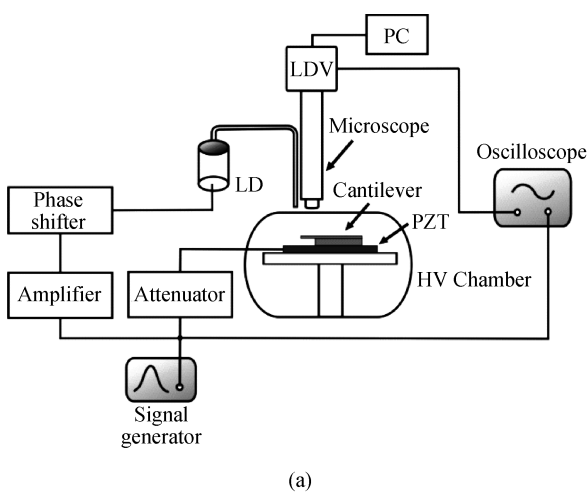 PC
LDV
Microscope
Oscilloscope
LD
Cantilever
Phase
shifter
PZT
HV Chamber
Amplifier
Attenuator
Signal
generator
(a)